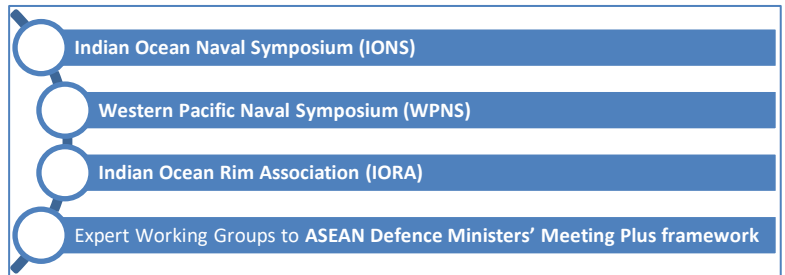 Indian Ocean Naval Symposium (IONS)
Western Pacific Naval Symposium (WPNS)
Indian Ocean Rim Association (IORA)
Expert Working Groups to ASEAN Defence Ministers’ Meeting Plus framework